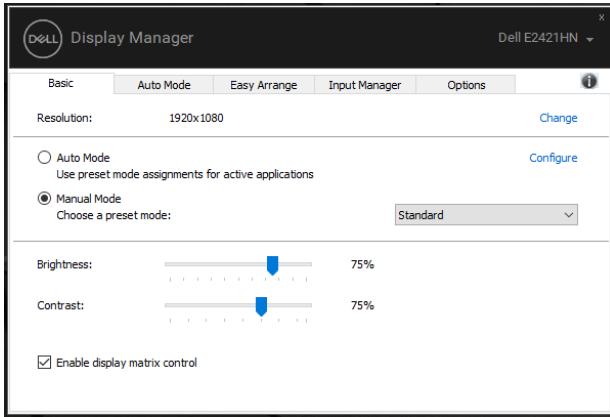 x
DELL Display Manager Dell E2421HN
Basic Auto Mode Easy Arrange Input Manager Options i
Resolution: 1920x1080 Change
Auto Mode Configure
Use preset mode assignments for active applications
Manual Mode
Choose a preset mode: Standard
Brightness: 75%
Contrast: 75%
Enable display matrix control